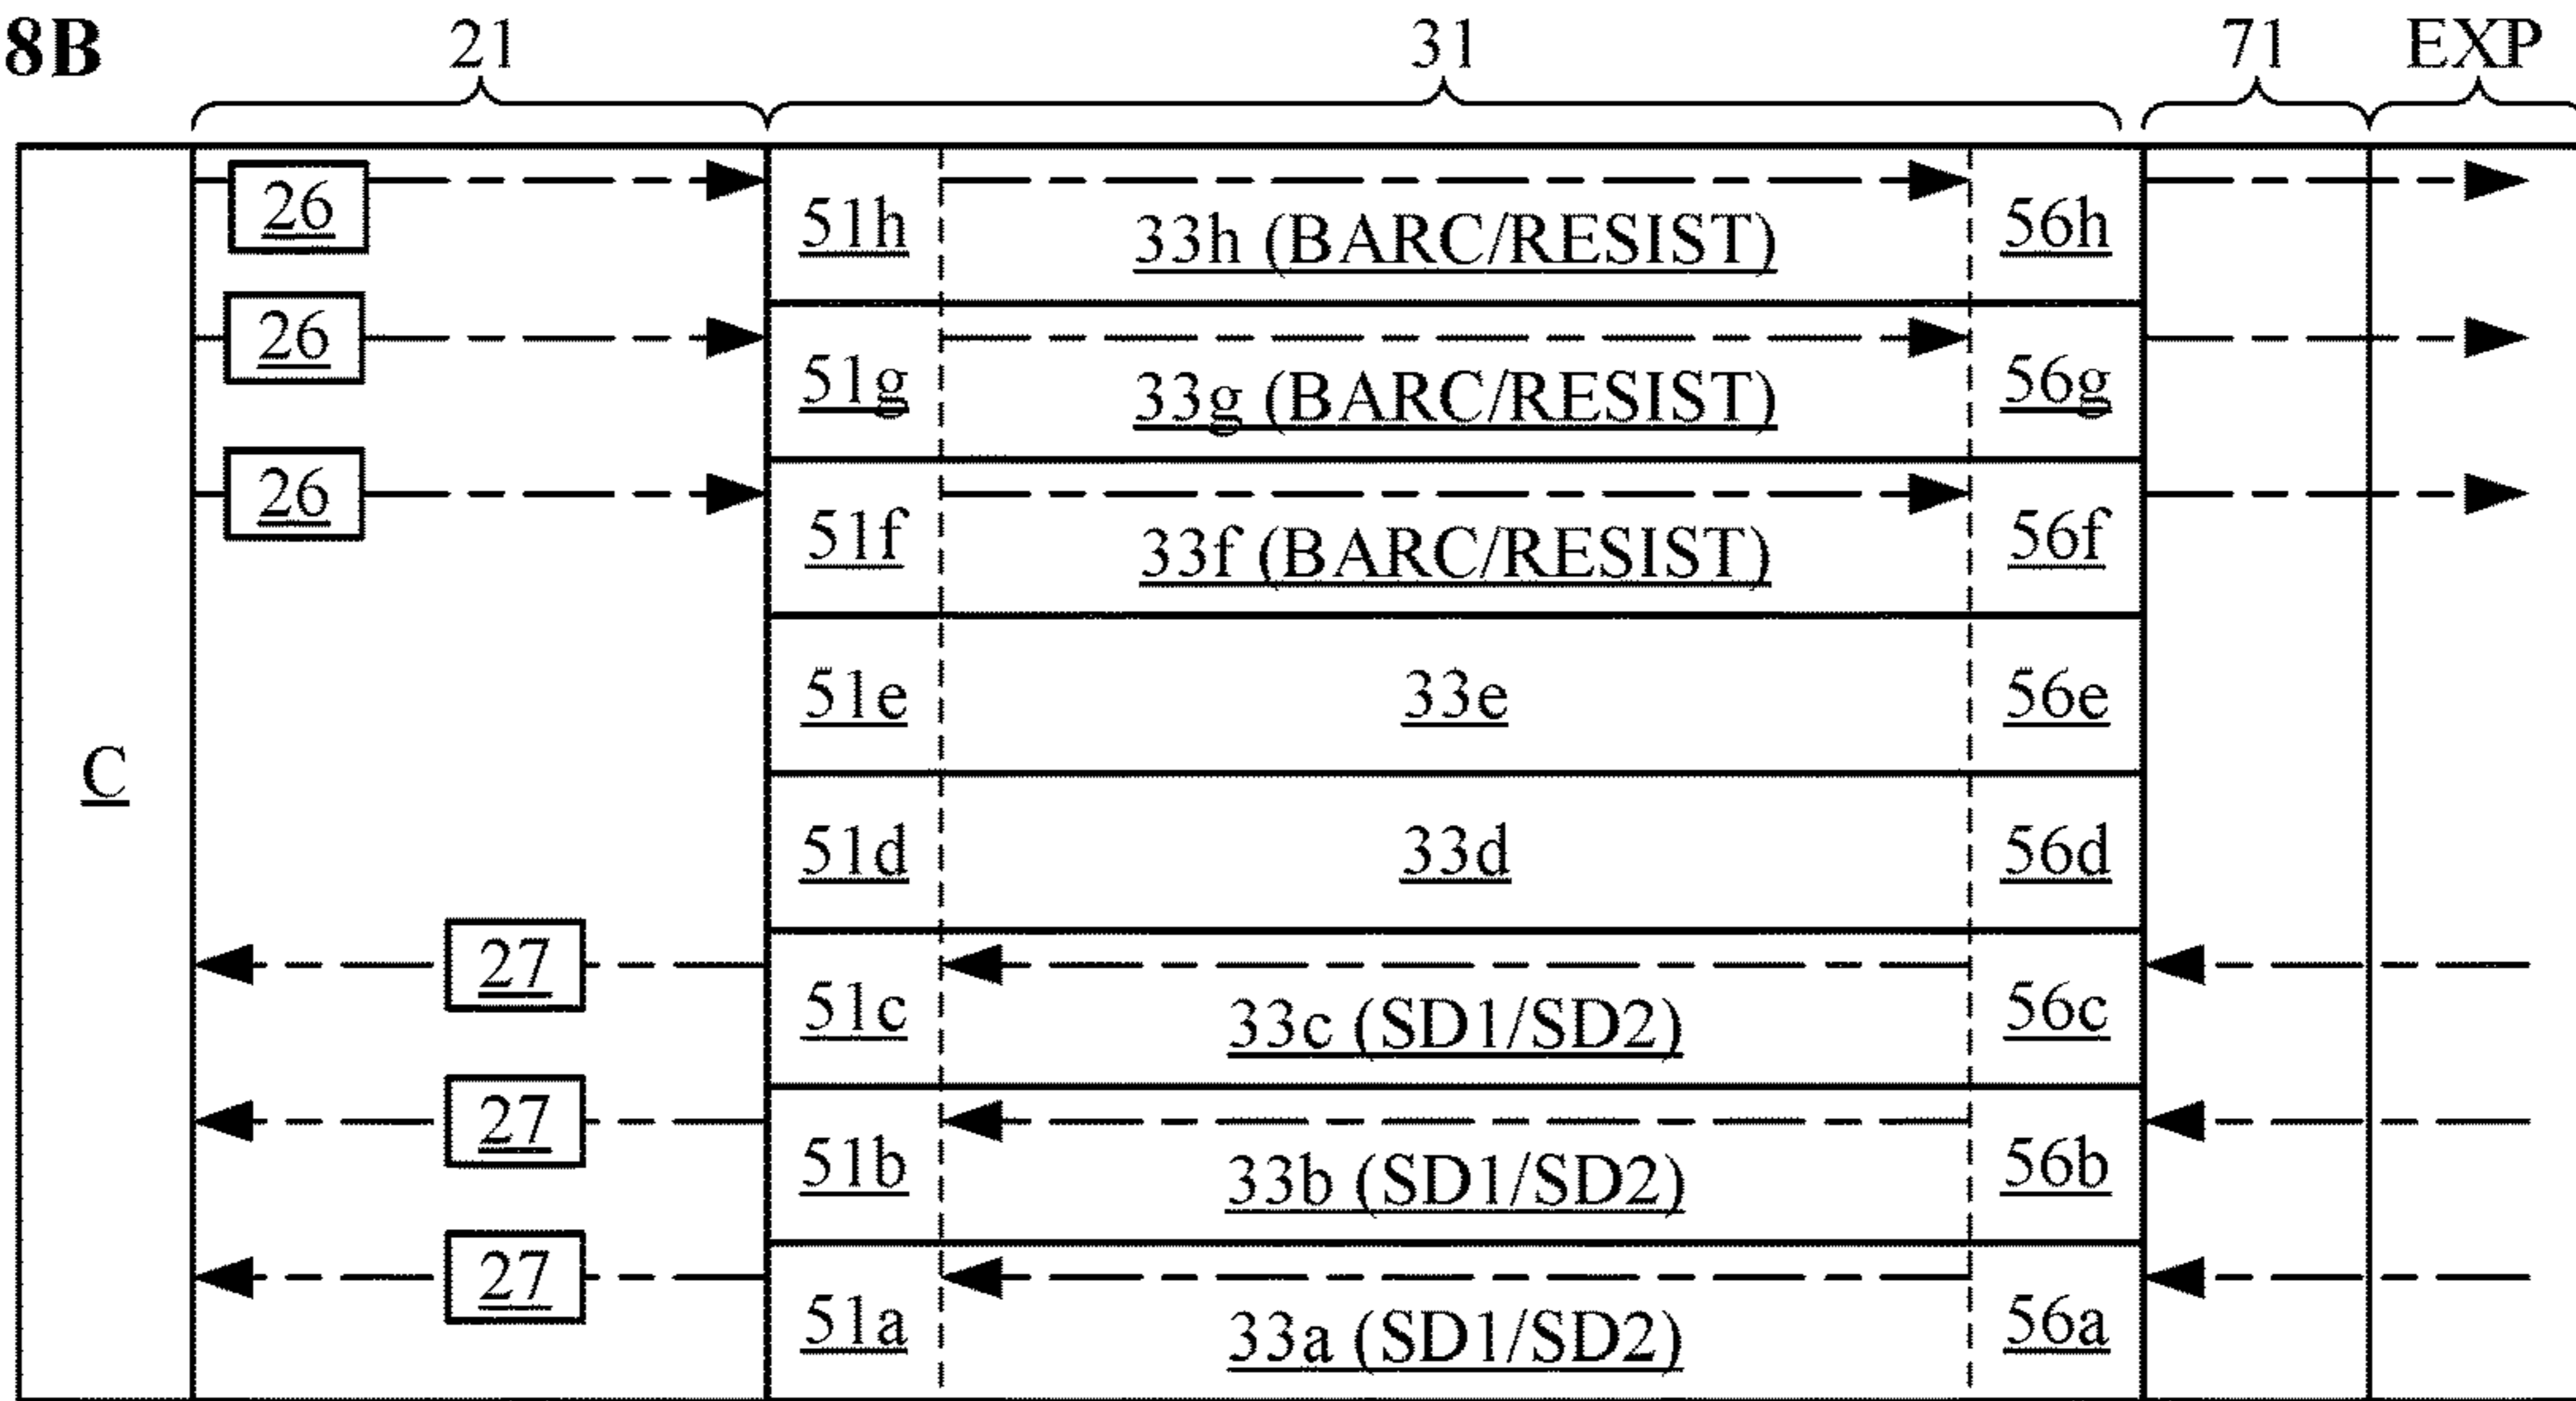 8B
21 31 71 EXP
26 51h 33h (BARC/RESIST) 56h
26 51g 33g (BARC/RESIST) 56g
26 51f 33f (BARC/RESIST) 56f
51e 33e 56e
C
51d 33d 56d
27 51c 33c (SD1/SD2) 56c
27 51b 33b (SD1/SD2) 56b
27 51a 33a (SD1/SD2) 56a